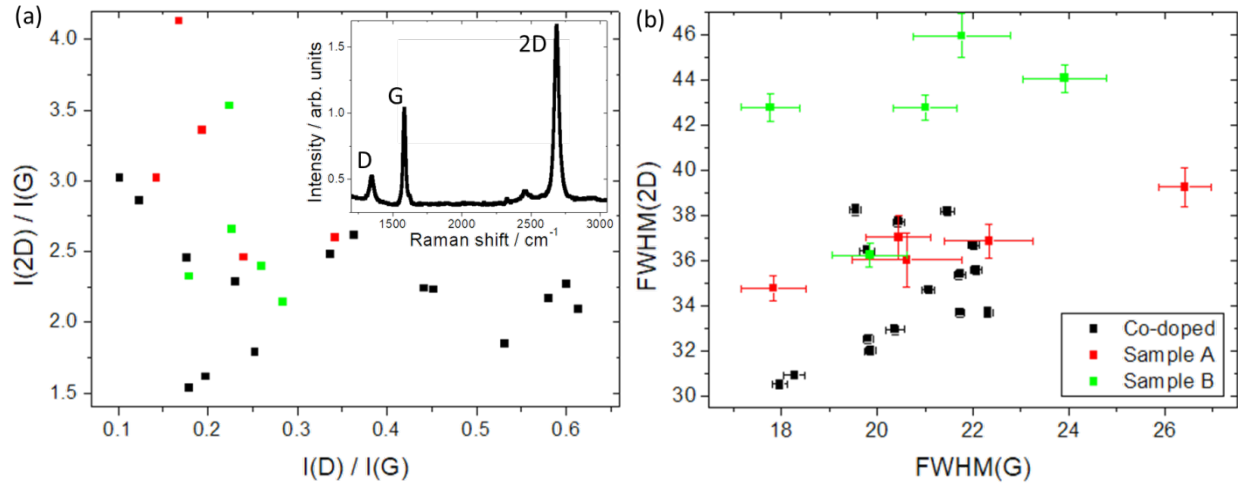 (a)
I(2D) / I(G)
4.0
3.5
3.0
2.5
2.0
1.5
0.1
0.2
0.3
0.4
0.5
0.6
I(D) / I(G)
Intensity / arb. units
1.5
1.0
0.5
D
G
2D
1500
2000
2500
3000
Raman shift / cm⁻¹
(b)
FWHM(2D)
46
44
42
40
38
36
34
32
30
18
20
22
24
26
FWHM(G)
Co-doped
Sample A
Sample B